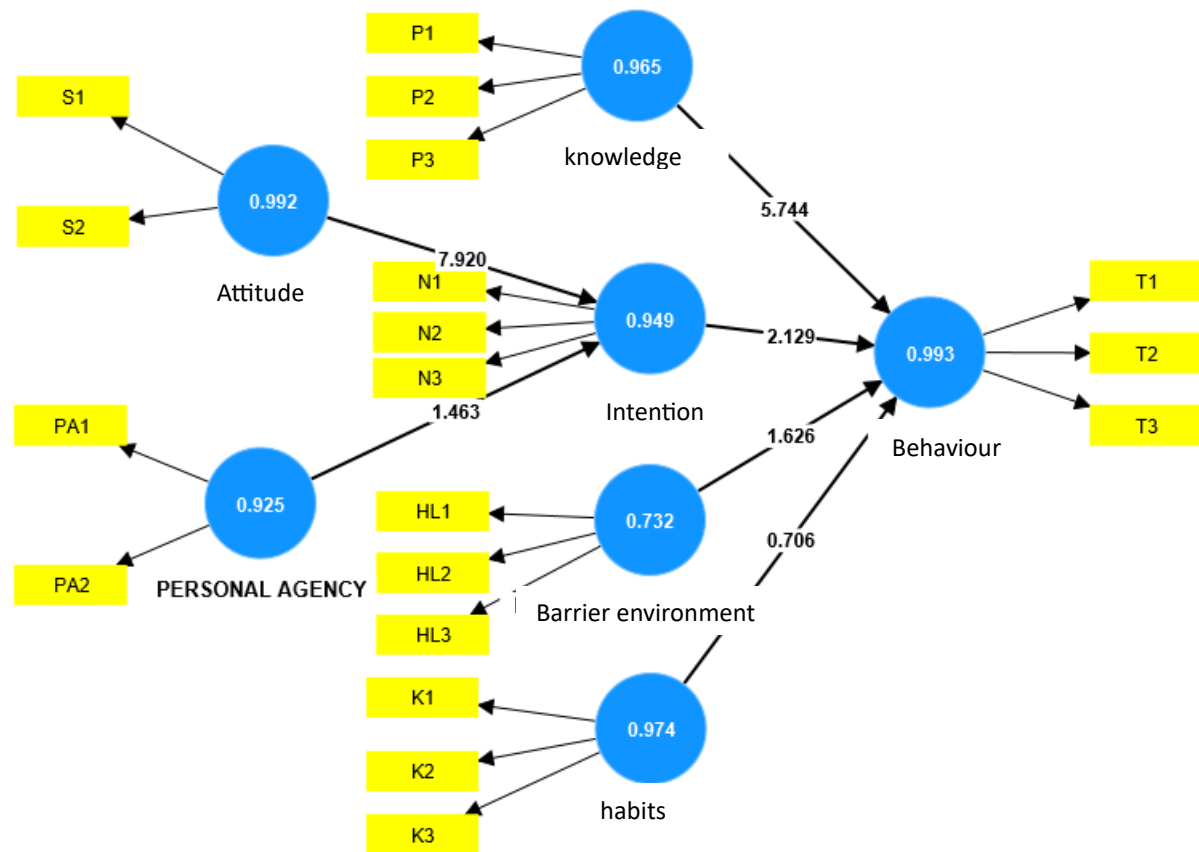 P1
P2
P3
0.965
knowledge
S1
S2
0.992
Attitude
5.744
7.920
N1
N2
N3
0.949
Intention
2.129
0.993
Behaviour
T1
T2
T3
1.463
PA1
PA2
0.925
PERSONAL AGENCY
1.626
HL1
HL2
HL3
0.732
Barrier environment
0.706
K1
K2
K3
0.974
habits